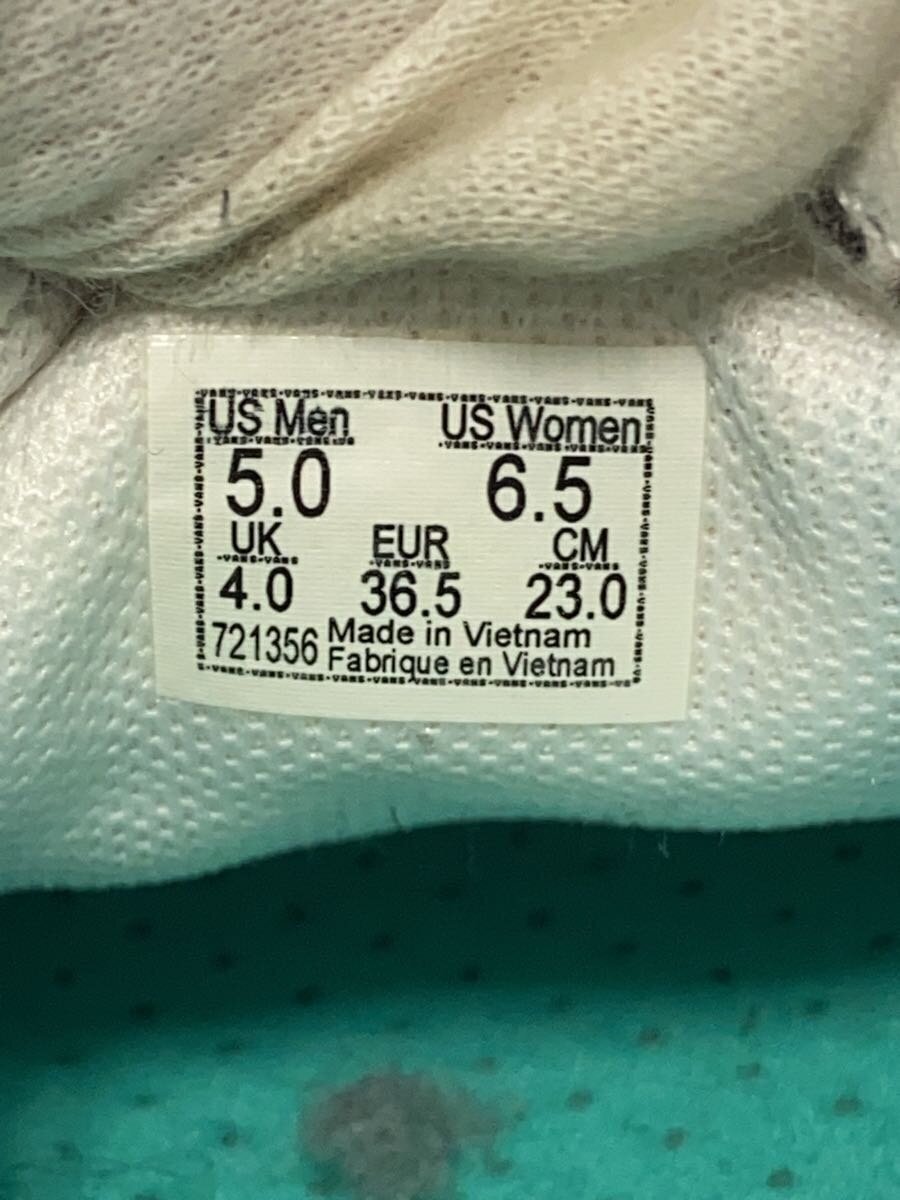 US Men US Women
5.0 6.5
UK EUR CM
4.0 36.5 23.0
721356 Made in Vietnam
Fabrique en Vietnam